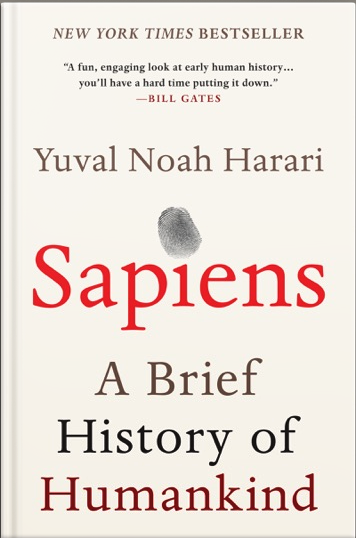 NEW YORK TIMES BESTSELLER
“A fun, engaging look at early human history…
you’ll have a hard time putting it down.”
—BILL GATES
Yuval Noah Harari
Sapiens
A Brief
History of
Humankind